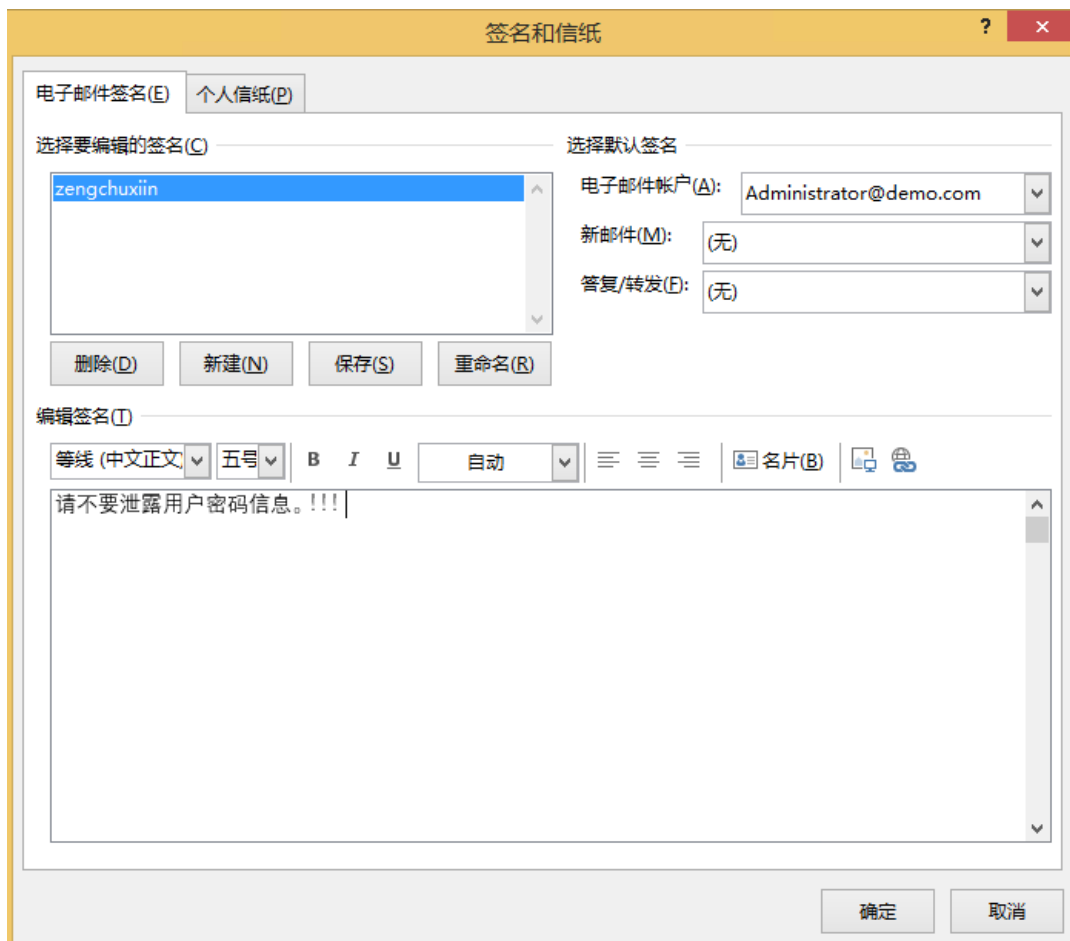 签名和信纸
?
电子邮件签名(E) 个人信纸(P)
选择要编辑的签名(C)
zengchuxiin
删除(D) 新建(N) 保存(S) 重命名(R)
选择默认签名
电子邮件帐户(A): Administrator@demo.com
新邮件(M): (无)
答复/转发(F): (无)
编辑签名(T)
等线 (中文正文) 五号 B I U 自动 名片(B)
请不要泄露用户密码信息。!!!
确定 取消